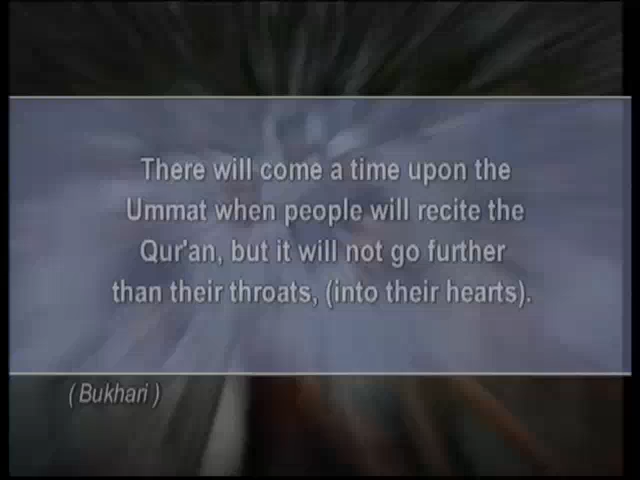 There will come a time upon the
Ummat when people will recite the
Qur'an, but it will not go further
than their throats, (into their hearts).
( Bukhari )